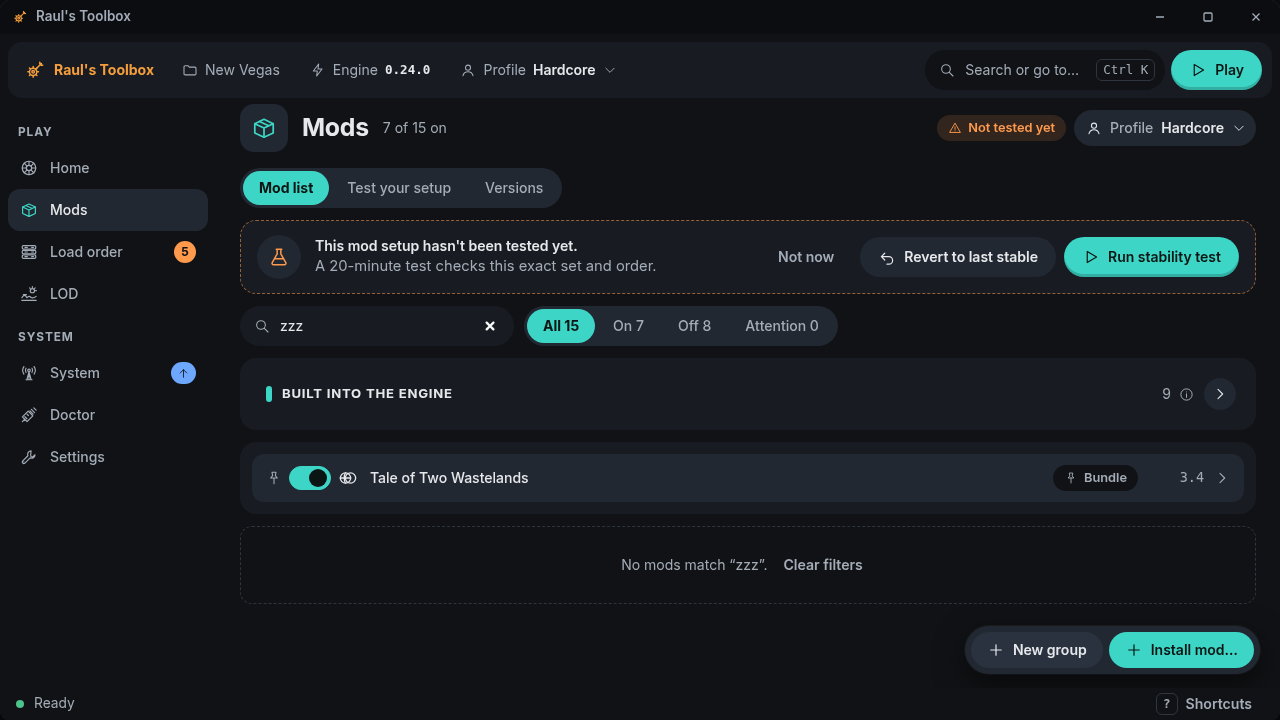 Raul's Toolbox
Raul's Toolbox
New Vegas
Engine 0.24.0
Profile Hardcore
Search or go to...
Ctrl K
Play
PLAY
Home
Mods
Load order
5
LOD
SYSTEM
System
Doctor
Settings
Mods
7 of 15 on
Not tested yet
Profile Hardcore
Mod list
Test your setup
Versions
This mod setup hasn't been tested yet.
A 20-minute test checks this exact set and order.
Not now
Revert to last stable
Run stability test
zzz
All 15
On 7
Off 8
Attention 0
BUILT INTO THE ENGINE
9
Tale of Two Wastelands
Bundle
3.4
No mods match “zzz”.
Clear filters
New group
Install mod...
Ready
? Shortcuts